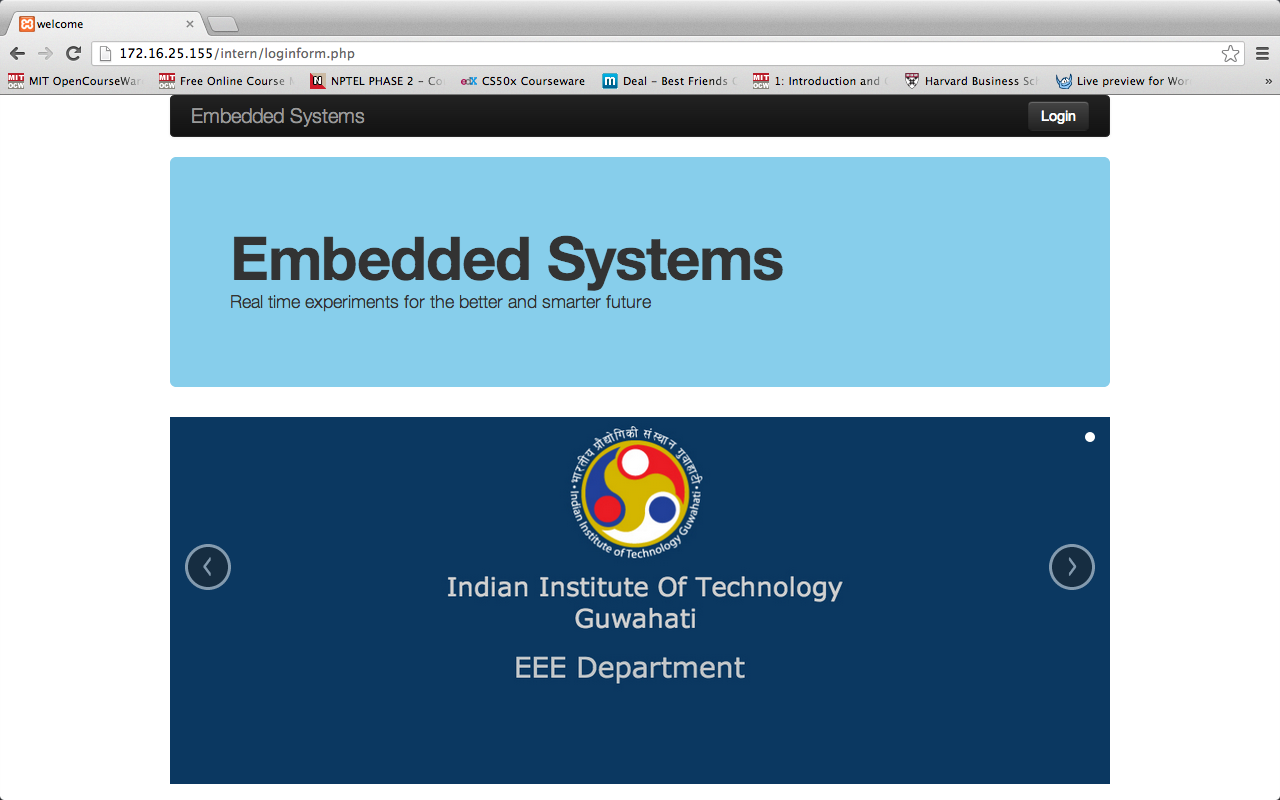 welcome
172.16.25.155/intern/loginform.php
MIT OpenCourseWar
Free Online Course
NPTEL PHASE 2 – Co
CS50x Courseware
Deal – Best Friends
1: Introduction and
Harvard Business Sc
Live preview for Wor
»
Embedded Systems
Login
Embedded Systems
Real time experiments for the better and smarter future
भारतीय प्रौद्योगिकी संस्थान गुवाहाटी
Indian Institute of Technology Guwahati
Indian Institute Of Technology
Guwahati
EEE Department